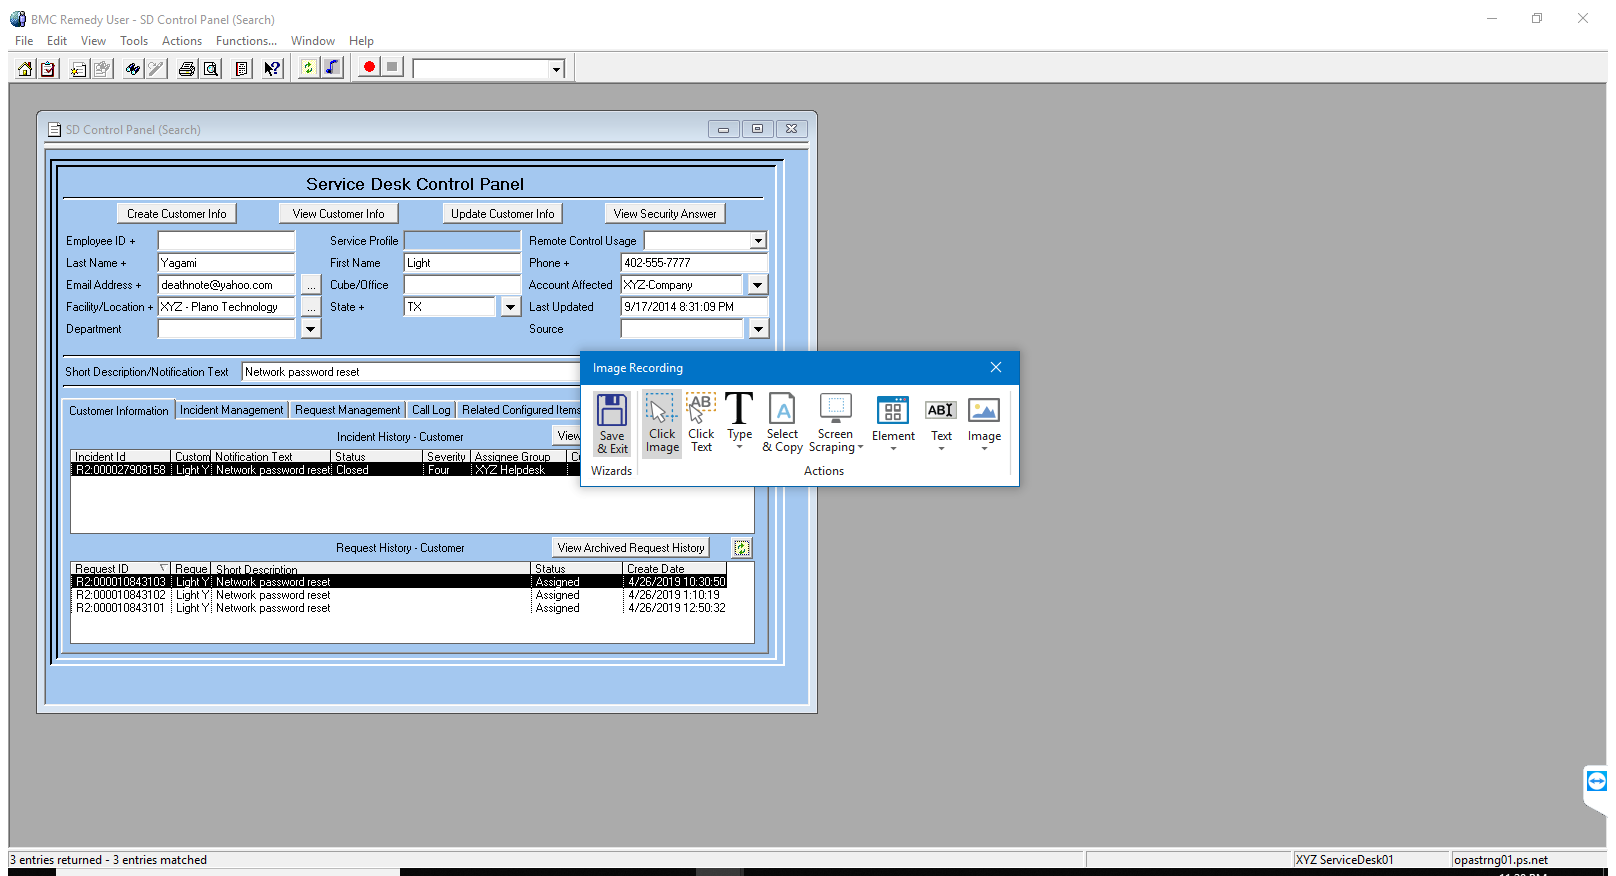 BMC Remedy User - SD Control Panel (Search)
File Edit View Tools Actions Functions... Window Help
SD Control Panel (Search)
Service Desk Control Panel
Create Customer Info View Customer Info Update Customer Info View Security Answer
Employee ID + Service Profile Remote Control Usage
Last Name + Yagami First Name Light Phone + 402-555-7777
Email Address + deathnote@yahoo.com ... Cube/Office Account Affected XYZ-Company
Facility/Location + XYZ - Plano Technology ... State + TX Last Updated 9/17/2014 8:31:09 PM
Department Source
Short Description/Notification Text Network password reset
Image Recording
Save & Exit Click Image Click Text Type Select & Copy Screen Scraping Element Text Image
Wizards Actions
Customer Information Incident Management Request Management Call Log Related Configured Items
Incident History - Customer View
Incident Id Custom Notification Text Status Severity Assignee Group
R2:000027908158 Light Y Network password reset Closed Four XYZ Helpdesk
Request History - Customer View Archived Request History
Request ID Reque Short Description Status Create Date
R2:000010843103 Light Y Network password reset Assigned 4/26/2019 10:30:50
R2:000010843102 Light Y Network password reset Assigned 4/26/2019 1:10:19
R2:000010843101 Light Y Network password reset Assigned 4/26/2019 12:50:32
3 entries returned - 3 entries matched XYZ ServiceDesk01 opastrng01.ps.net